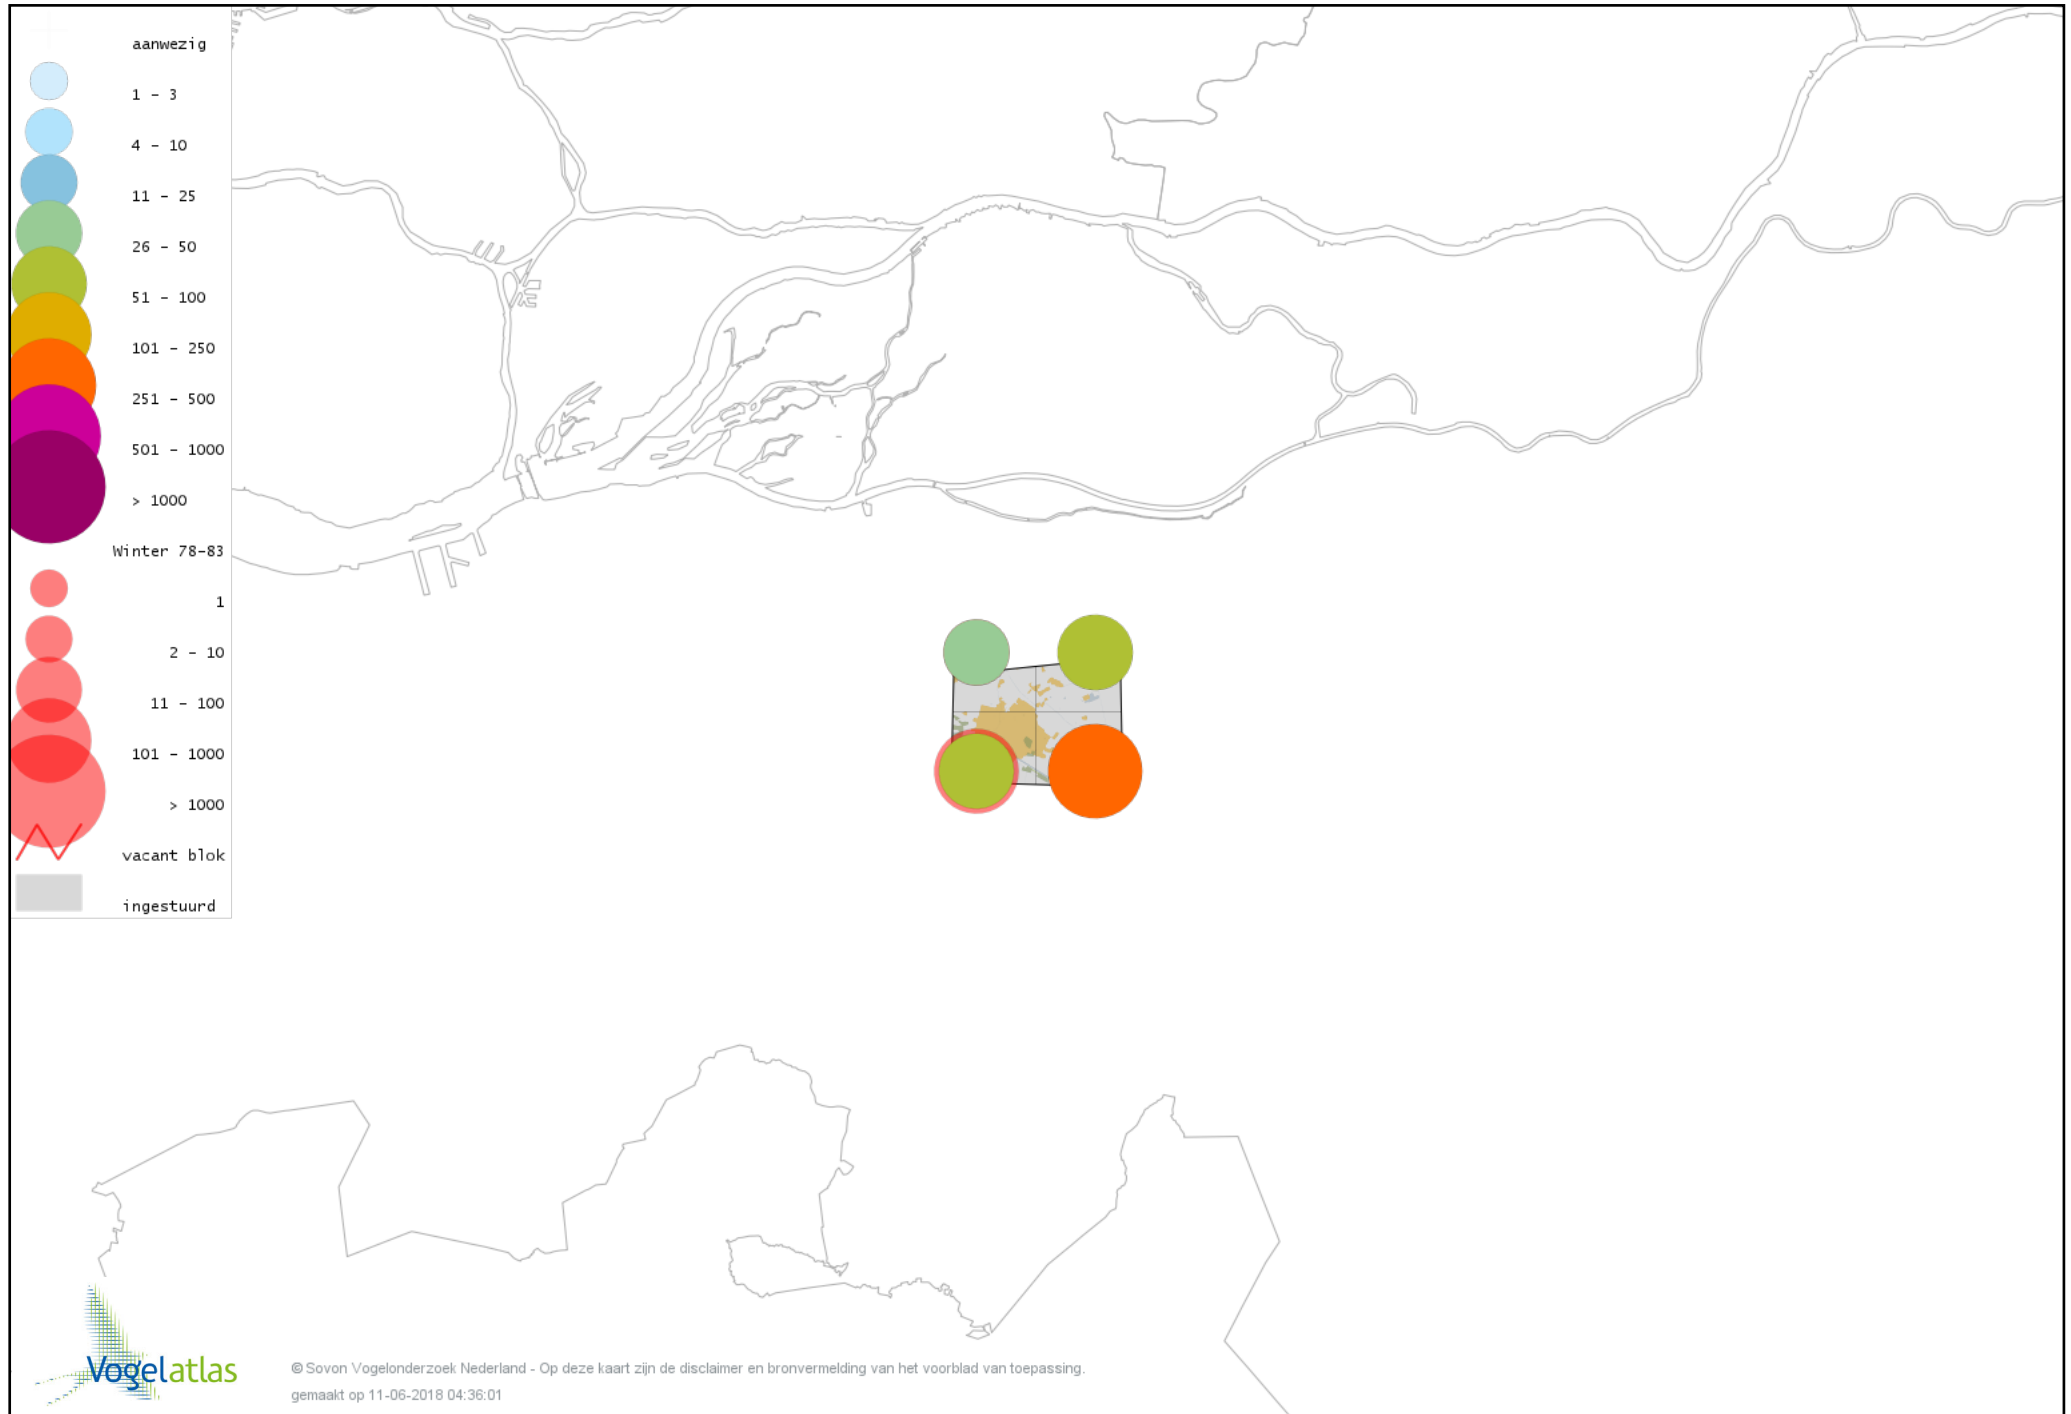 aanwezig
1 - 3
4 - 10
11 - 25
26 - 50
51 - 100
101 - 250
251 - 500
501 - 1000
> 1000
Winter 78-83
1
2 - 10
11 - 100
101 - 1000
> 1000
vacant blok
ingestuurd
Vogelatlas
© Sovon Vogelonderzoek Nederland - Op deze kaart zijn de disclaimer en bronvermelding van het voorblad van toepassing.
gemaakt op 11-06-2018 04:36:01